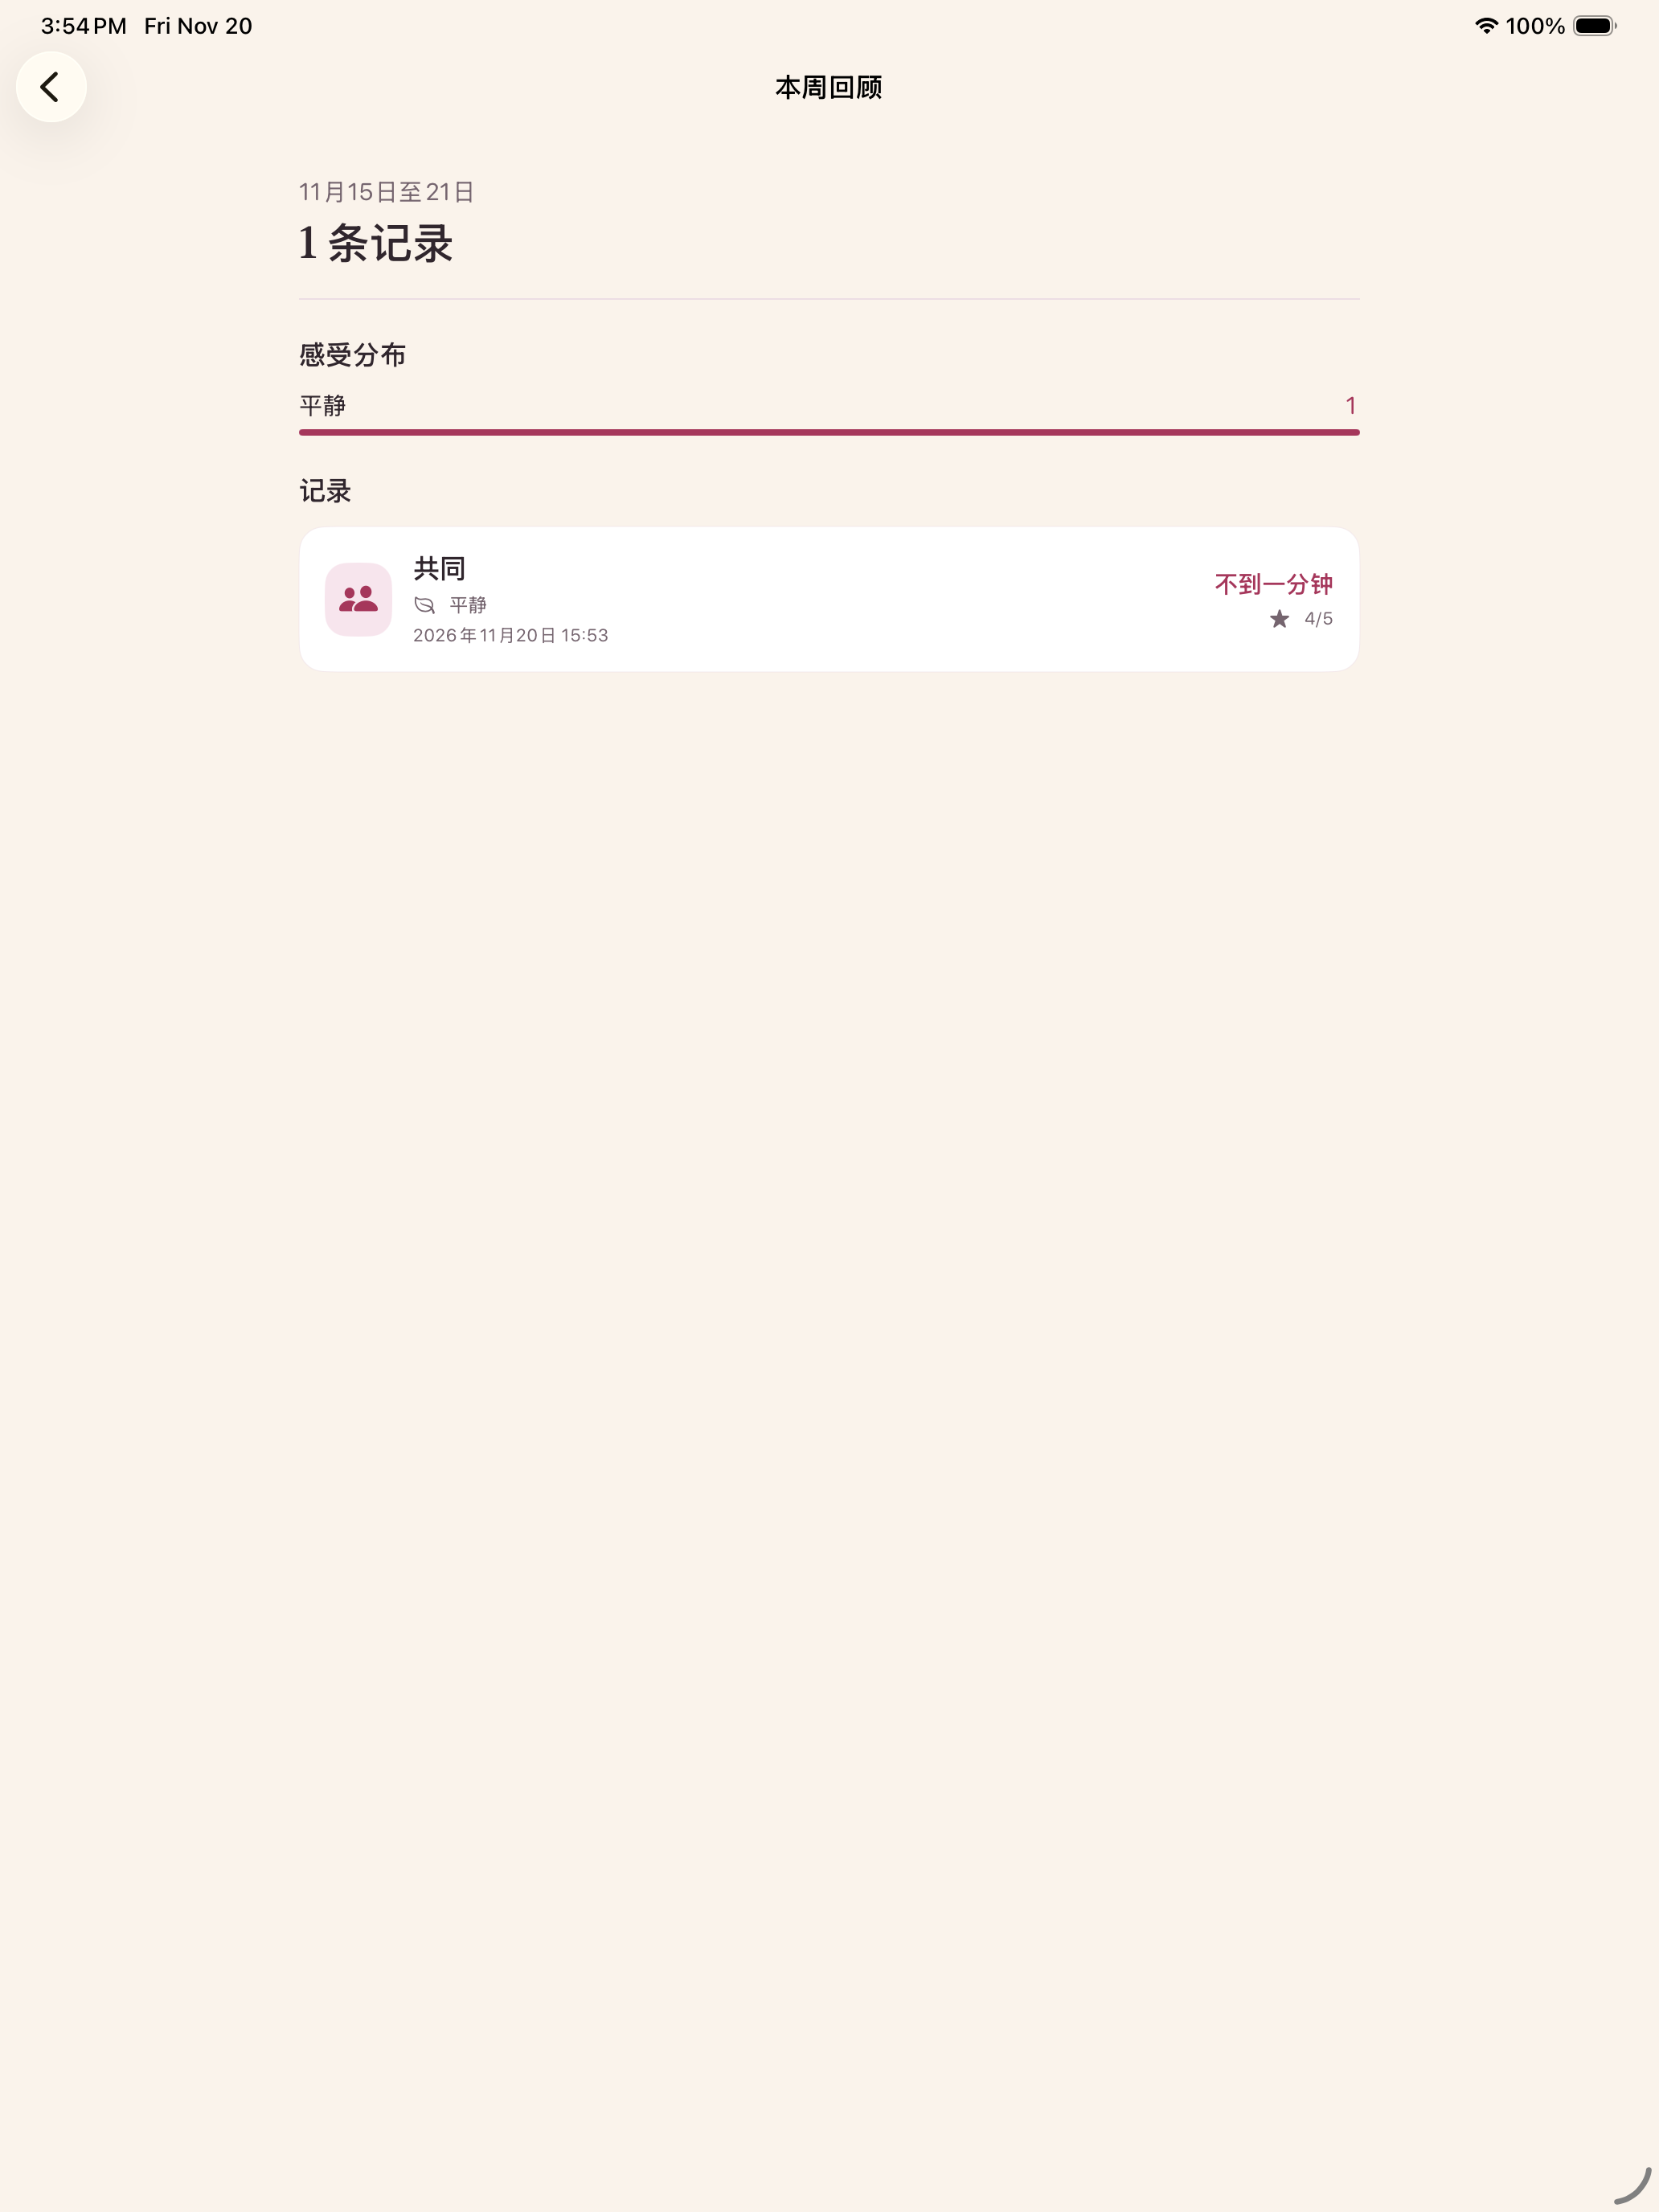 3:54 PM Fri Nov 20 100%
本周回顾
11月15日至21日
1 条记录
感受分布
平静 1
记录
共同
平静
2026年11月20日 15:53
不到一分钟
4/5